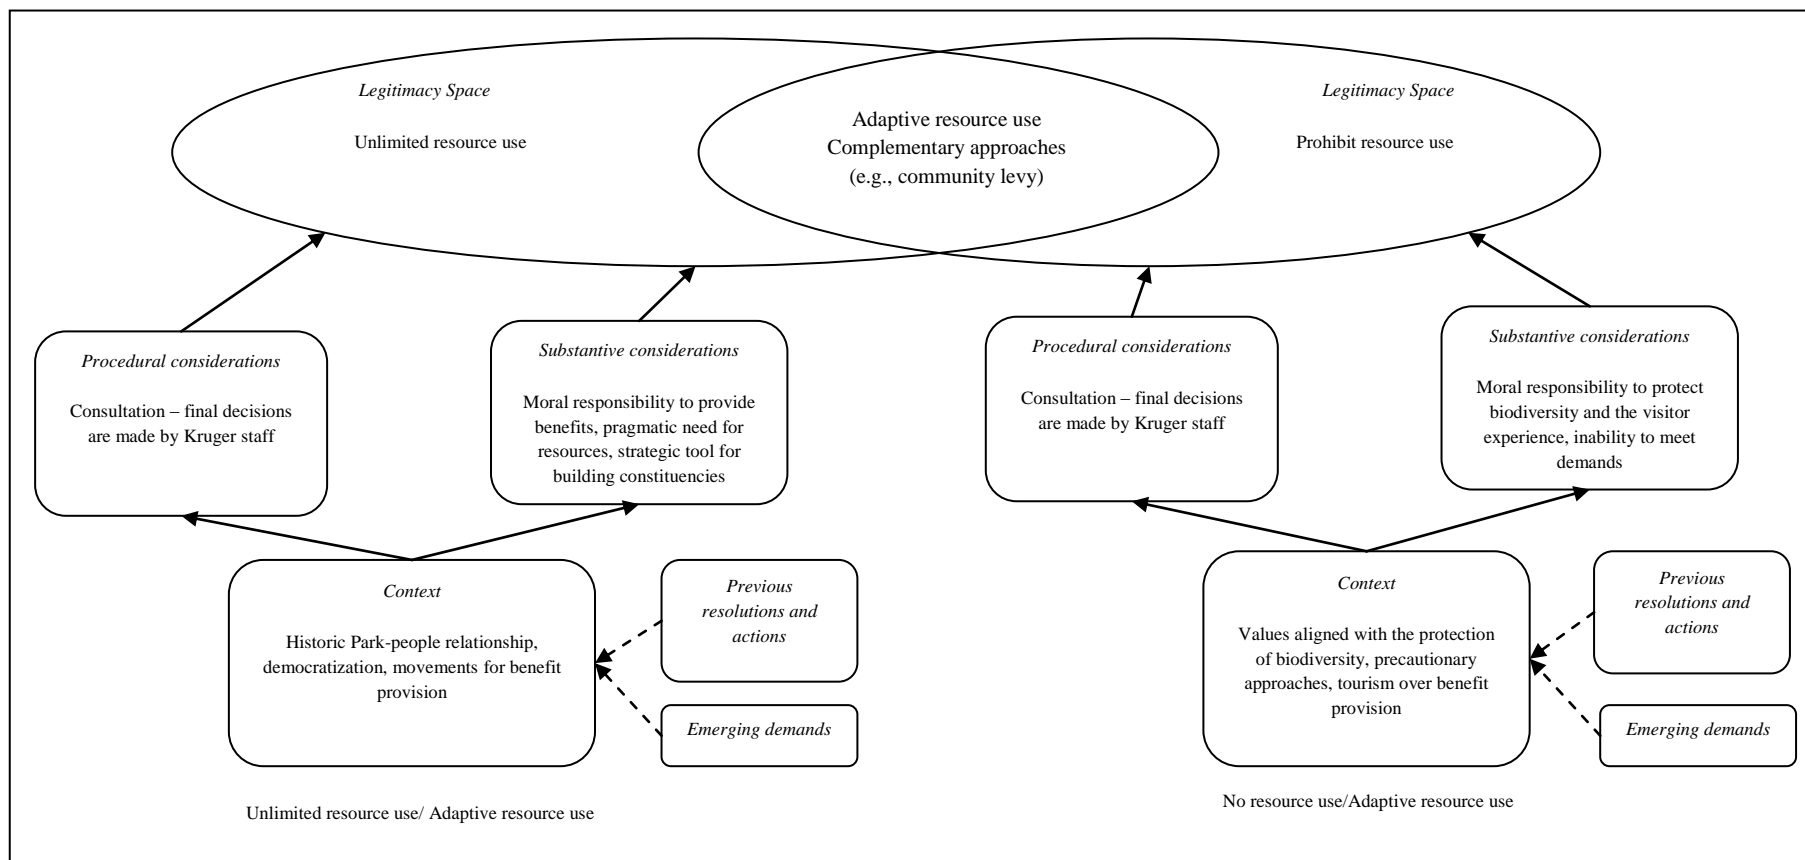 Legitimacy Space
Unlimited resource use
Adaptive resource use
Complementary approaches
(e.g., community levy)
Legitimacy Space
Prohibit resource use
Procedural considerations
Consultation – final decisions
are made by Kruger staff
Substantive considerations
Moral responsibility to provide
benefits, pragmatic need for
resources, strategic tool for
building constituencies
Procedural considerations
Consultation – final decisions
are made by Kruger staff
Substantive considerations
Moral responsibility to protect
biodiversity and the visitor
experience, inability to meet
demands
Context
Historic Park-people relationship,
democratization, movements for benefit
provision
Previous
resolutions and
actions
Emerging demands
Context
Values aligned with the protection
of biodiversity, precautionary
approaches, tourism over benefit
provision
Previous
resolutions and
actions
Emerging demands
Unlimited resource use/ Adaptive resource use
No resource use/Adaptive resource use